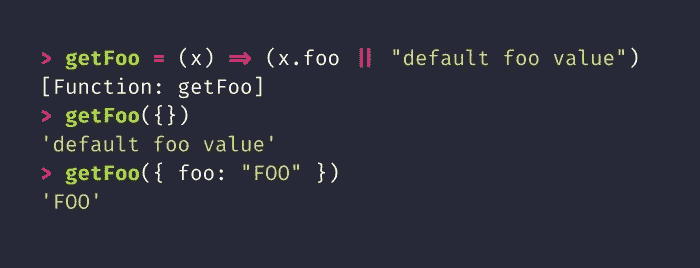 > getFoo = (x) => (x.foo || "default foo value")
[Function: getFoo]
> getFoo({})
'default foo value'
> getFoo({ foo: "FOO" })
'FOO'